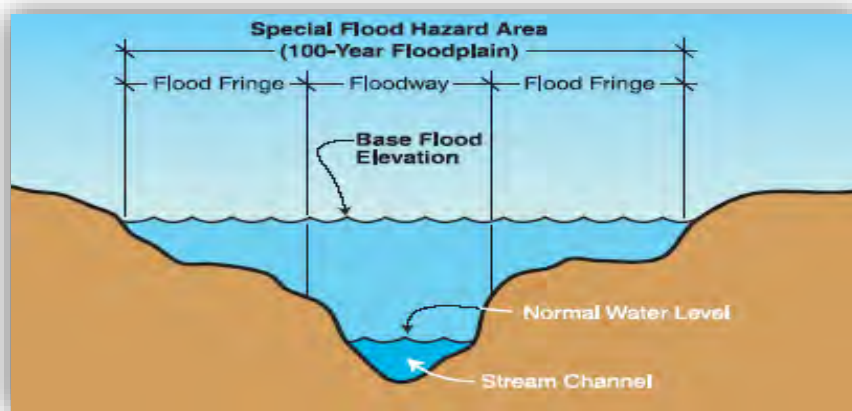 Special Flood Hazard Area
(100-Year Floodplain)
Flood Fringe
Floodway
Flood Fringe
Base Flood
Elevation
Normal Water Level
Stream Channel